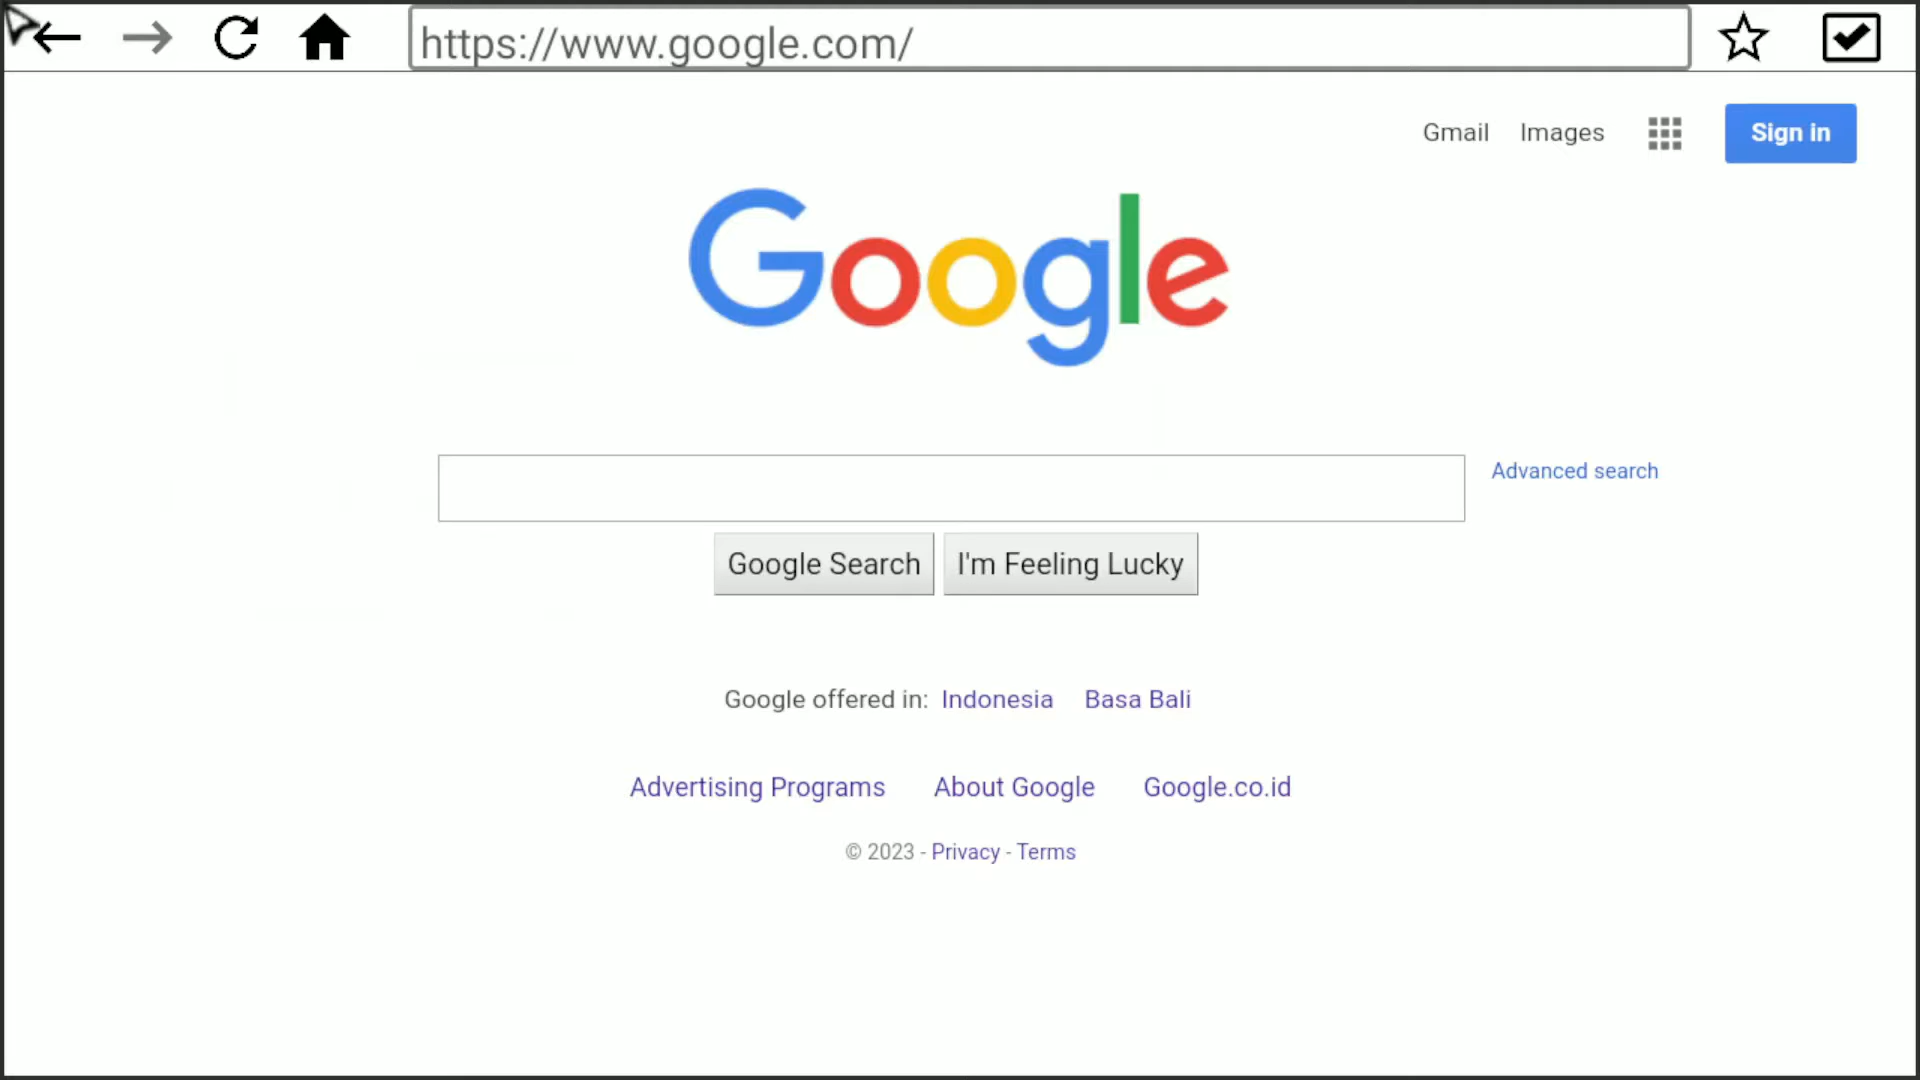 https://www.google.com/
Gmail Images Sign in
Google
Advanced search
Google Search I'm Feeling Lucky
Google offered in: Indonesia Basa Bali
Advertising Programs About Google Google.co.id
© 2023 - Privacy - Terms